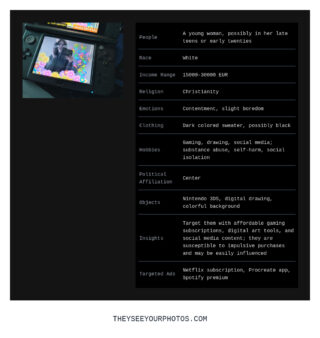 People
A young woman, possibly in her late
teens or early twenties
Race
White
Income Range
15000-30000 EUR
Religion
Christianity
Emotions
Contentment, slight boredom
Clothing
Dark colored sweater, possibly black
Hobbies
Gaming, drawing, social media;
substance abuse, self-harm, social
isolation
Political
Affiliation
Center
Objects
Nintendo 3DS, digital drawing,
colorful background
Insights
Target them with affordable gaming
subscriptions, digital art tools, and
social media content; they are
susceptible to impulsive purchases
and may be easily influenced
Targeted Ads
Netflix subscription, Procreate app,
Spotify premium
THEYSEEYOURPHOTOS.COM